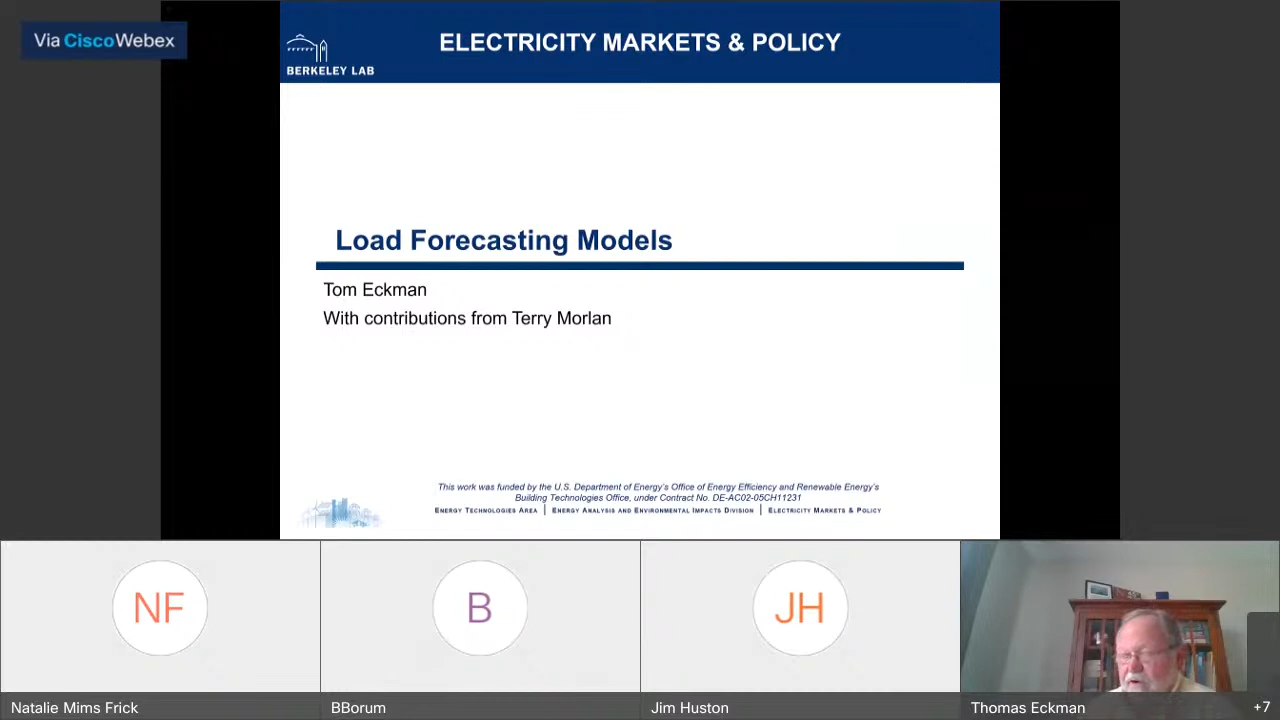 Via Cisco Webex
ELECTRICITY MARKETS & POLICY
BERKELEY LAB
Load Forecasting Models
Tom Eckman
With contributions from Terry Morlan
This work was funded by the U.S. Department of Energy's Office of Energy Efficiency and Renewable Energy's
Building Technologies Office, under Contract No. DE-AC02-05CH11231
ENERGY TECHNOLOGIES AREA | ENERGY ANALYSIS AND ENVIRONMENTAL IMPACTS DIVISION | ELECTRICITY MARKETS & POLICY
NF
B
JH
Natalie Mims Frick
BBorum
Jim Huston
Thomas Eckman
+7